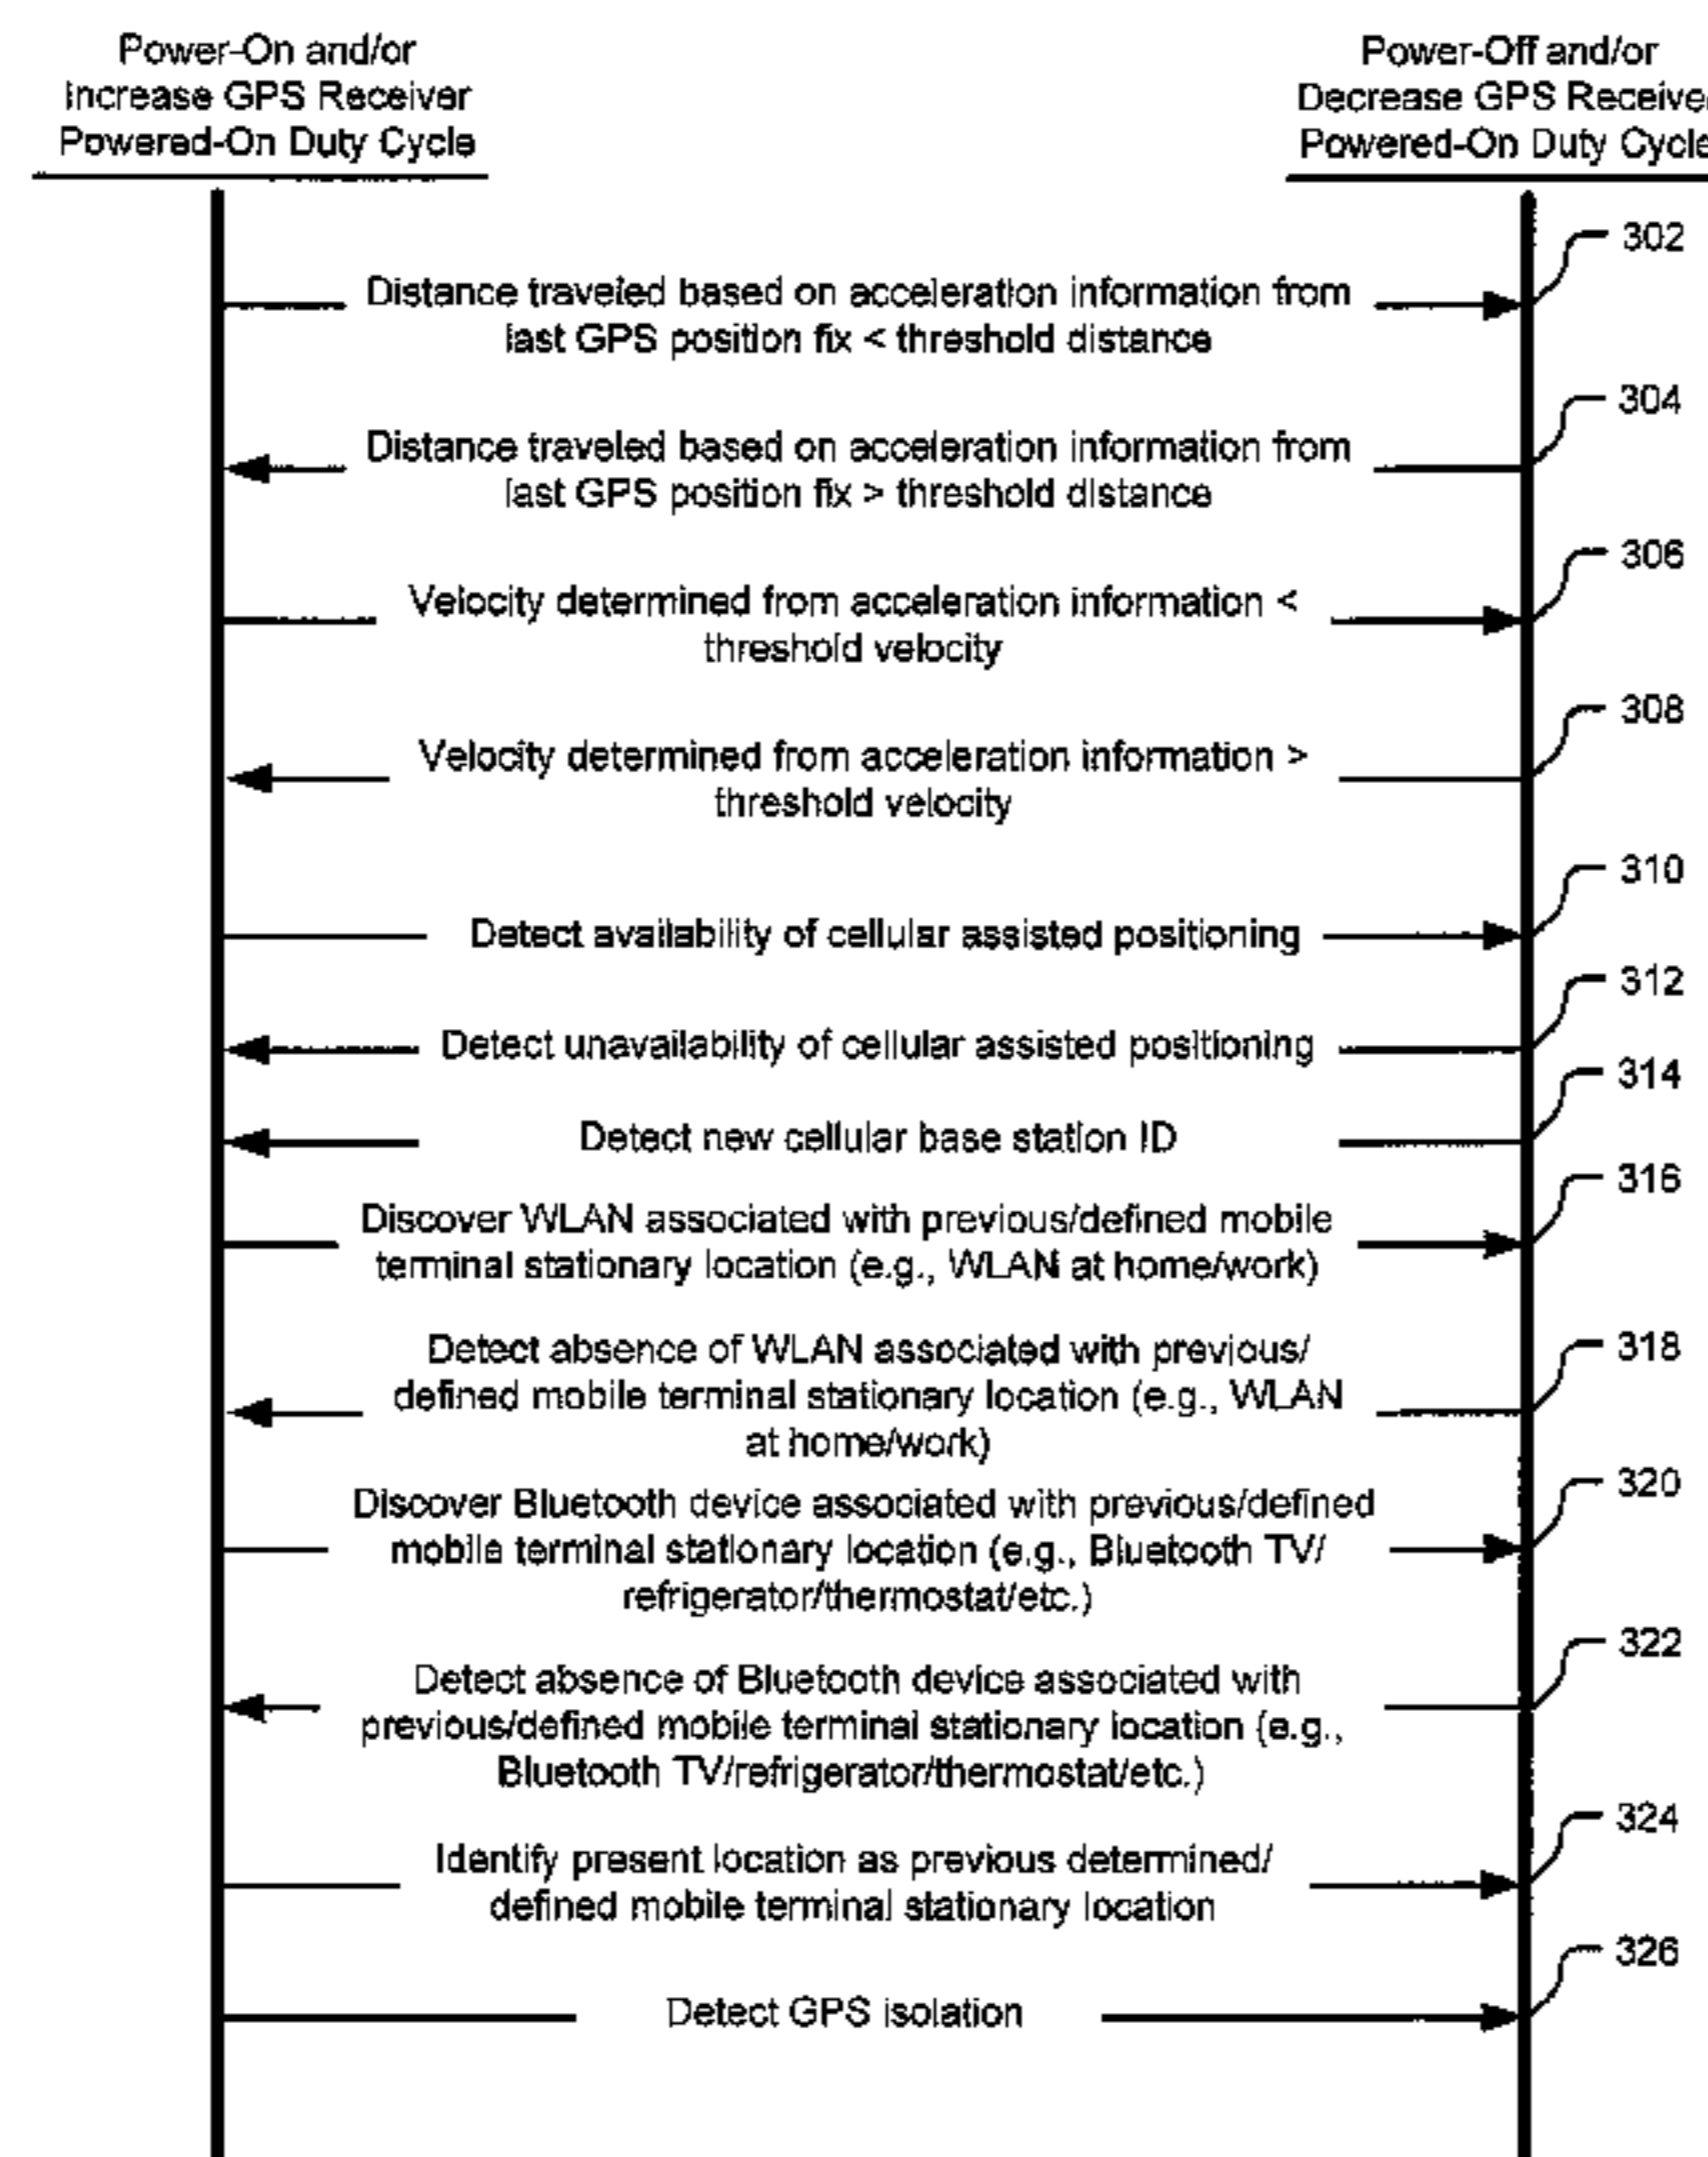 Power-On and/or
Increase GPS Receiver
Powered-On Duty Cycle
Power-Off and/or
Decrease GPS Receiver
Powered-On Duty Cycle
302
Distance traveled based on acceleration information from
last GPS position fix < threshold distance
304
Distance traveled based on acceleration information from
last GPS position fix > threshold distance
306
Velocity determined from acceleration information <
threshold velocity
308
Velocity determined from acceleration information >
threshold velocity
310
Detect availability of cellular assisted positioning
312
Detect unavailability of cellular assisted positioning
314
Detect new cellular base station ID
316
Discover WLAN associated with previous/defined mobile
terminal stationary location (e.g., WLAN at home/work)
318
Detect absence of WLAN associated with previous/
defined mobile terminal stationary location (e.g., WLAN
at home/work)
320
Discover Bluetooth device associated with previous/defined
mobile terminal stationary location (e.g., Bluetooth TV/
refrigerator/thermostat/etc.)
322
Detect absence of Bluetooth device associated with
previous/defined mobile terminal stationary location (e.g.,
Bluetooth TV/refrigerator/thermostat/etc.)
324
Identify present location as previous determined/
defined mobile terminal stationary location
326
Detect GPS isolation